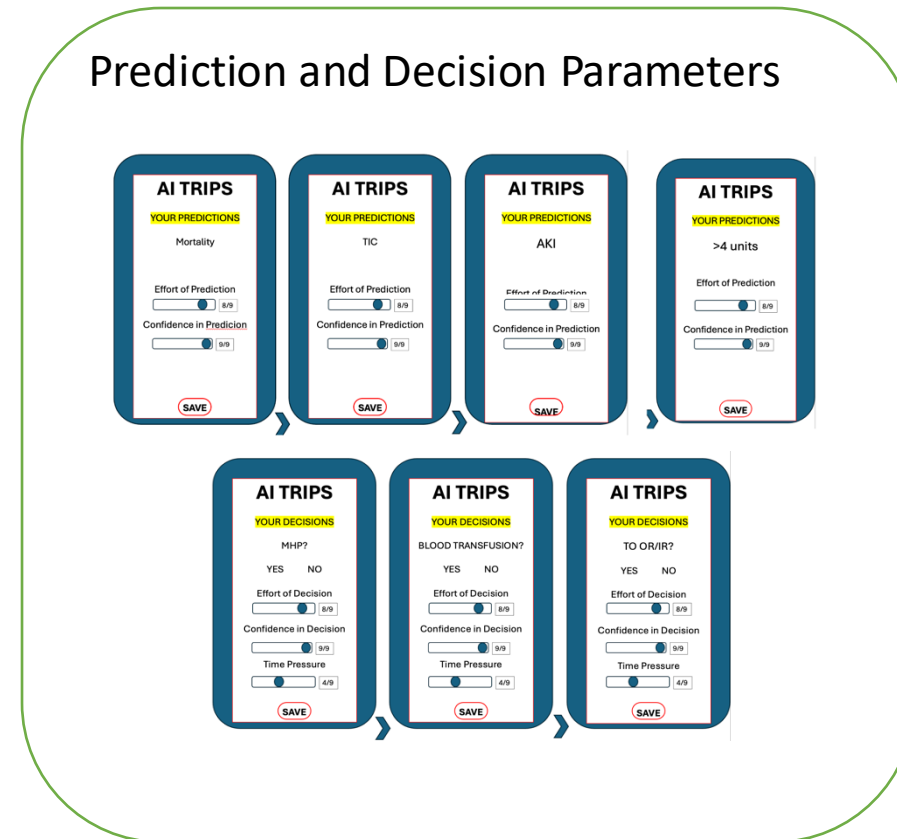 Prediction and Decision Parameters
AI TRIPS
YOUR PREDICTIONS
Mortality
Effort of Prediction
8/9
Confidence in Predicion
9/9
SAVE
AI TRIPS
YOUR PREDICTIONS
TIC
Effort of Prediction
8/9
Confidence in Prediction
9/9
SAVE
AI TRIPS
YOUR PREDICTIONS
AKI
Effort of Prediction
8/9
Confidence in Prediction
9/9
SAVE
AI TRIPS
YOUR PREDICTIONS
>4 units
Effort of Prediction
8/9
Confidence in Prediction
9/9
SAVE
AI TRIPS
YOUR DECISIONS
MHP?
YES NO
Effort of Decision
8/9
Confidence in Decision
9/9
Time Pressure
4/9
SAVE
AI TRIPS
YOUR DECISIONS
BLOOD TRANSFUSION?
YES NO
Effort of Decision
8/9
Confidence in Decision
9/9
Time Pressure
4/9
SAVE
AI TRIPS
YOUR DECISIONS
TO OR/IR?
YES NO
Effort of Decision
8/9
Confidence in Decision
9/9
Time Pressure
4/9
SAVE